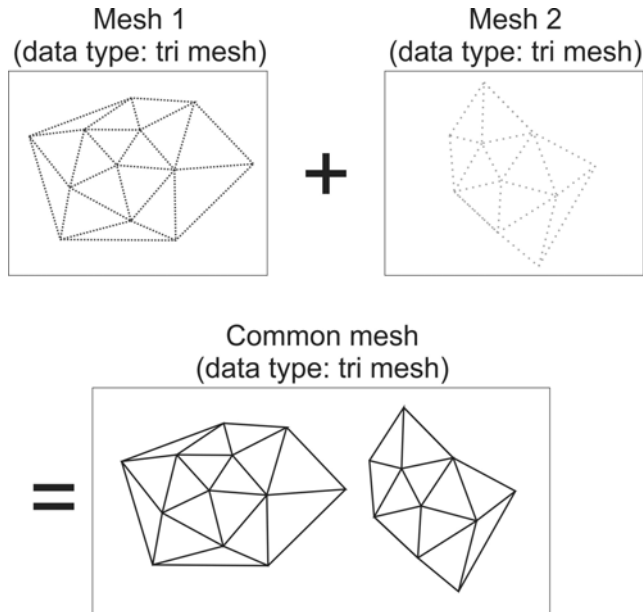 Mesh 1
(data type: tri mesh)
Mesh 2
(data type: tri mesh)
+
Common mesh
(data type: tri mesh)
=